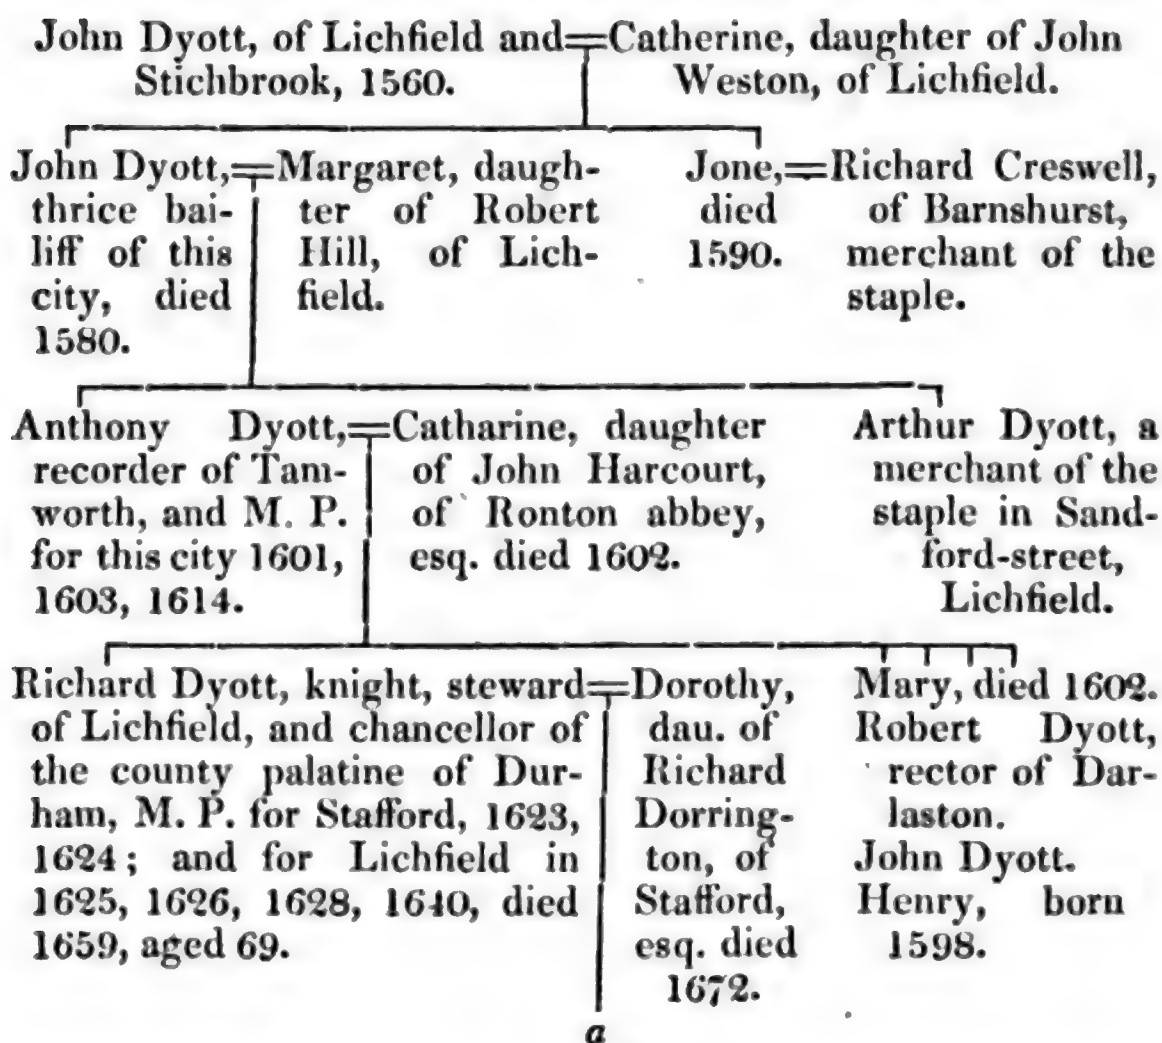 John Dyott, of Lichfield and=Catherine, daughter of John
Stichbrook, 1560.
Weston, of Lichfield.
John Dyott,=
thrice bai-
liff of this
city, died
1580.
Margaret, daugh-
ter of Robert
Hill, of Lich-
field.
Jone,=
died
1590.
Richard Creswell,
of Barnshurst,
merchant of the
staple.
Anthony Dyott,=
recorder of Tam-
worth, and M. P.
for this city 1601,
1603, 1614.
Catharine, daughter
of John Harcourt,
of Ronton abbey,
esq. died 1602.
Arthur Dyott, a
merchant of the
staple in Sand-
ford-street,
Lichfield.
Richard Dyott, knight, steward=
of Lichfield, and chancellor of
the county palatine of Dur-
ham, M. P. for Stafford, 1623,
1624; and for Lichfield in
1625, 1626, 1628, 1640, died
1659, aged 69.
Dorothy,
dau. of
Richard
Dorring-
ton, of
Stafford,
esq. died
1672.
Mary, died 1602.
Robert Dyott,
rector of Dar-
laston.
John Dyott.
Henry, born
1598.
a